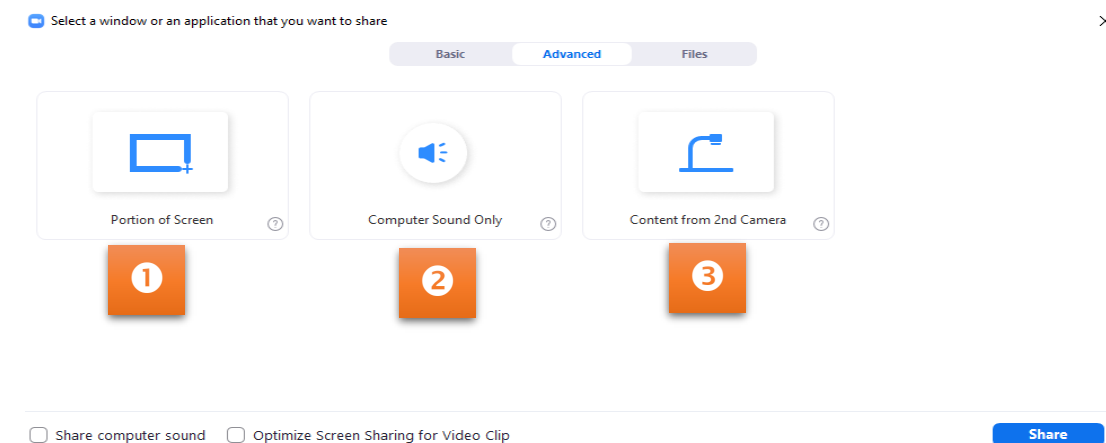 Select a window or an application that you want to share
Basic Advanced Files
Portion of Screen ? Computer Sound Only ? Content from 2nd Camera ?
1 2 3
Share computer sound Optimize Screen Sharing for Video Clip Share